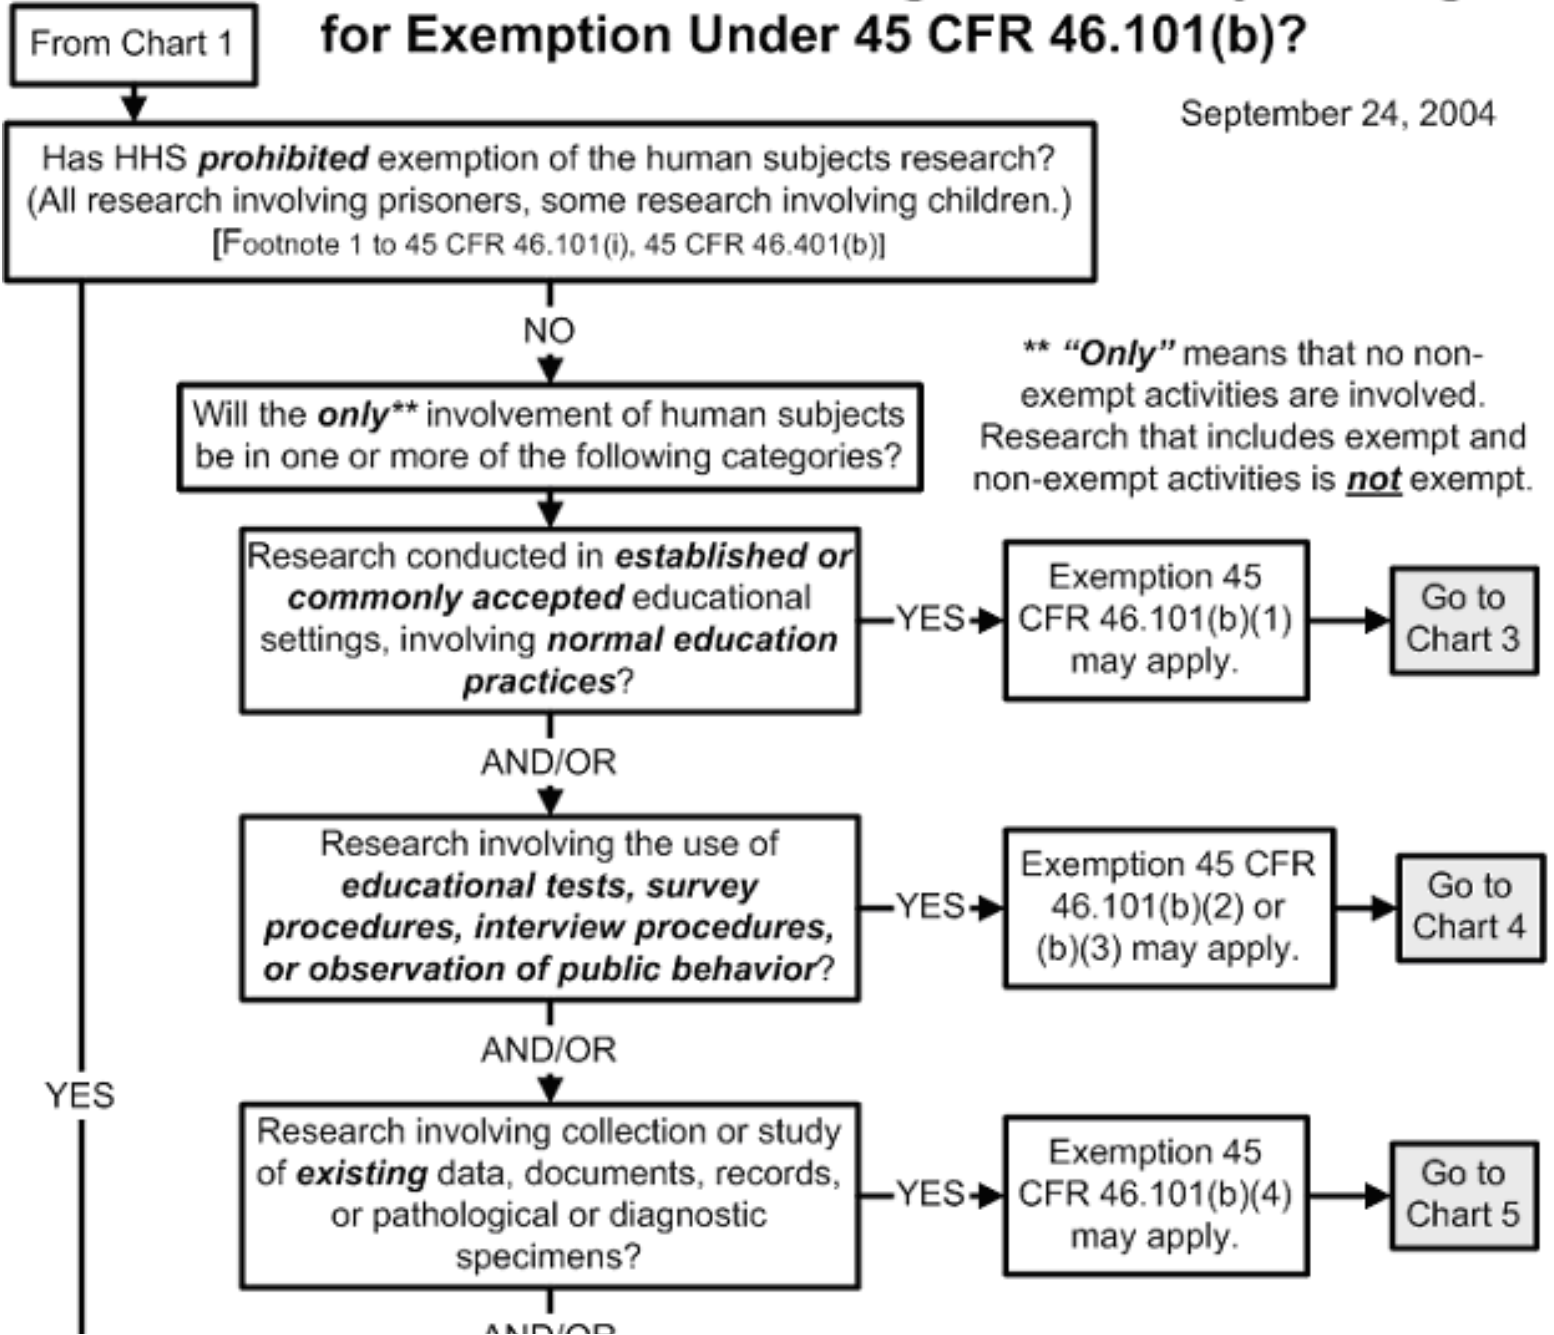 for Exemption Under 45 CFR 46.101(b)?
From Chart 1
September 24, 2004
Has HHS prohibited exemption of the human subjects research?
(All research involving prisoners, some research involving children.)
[Footnote 1 to 45 CFR 46.101(i), 45 CFR 46.401(b)]
NO
** “Only” means that no non-
exempt activities are involved.
Research that includes exempt and
non-exempt activities is not exempt.
Will the only** involvement of human subjects
be in one or more of the following categories?
Research conducted in established or
commonly accepted educational
settings, involving normal education
practices?
YES
Exemption 45
CFR 46.101(b)(1)
may apply.
Go to
Chart 3
AND/OR
Research involving the use of
educational tests, survey
procedures, interview procedures,
or observation of public behavior?
YES
Exemption 45 CFR
46.101(b)(2) or
(b)(3) may apply.
Go to
Chart 4
AND/OR
YES
Research involving collection or study
of existing data, documents, records,
or pathological or diagnostic
specimens?
YES
Exemption 45
CFR 46.101(b)(4)
may apply.
Go to
Chart 5
AND/OR